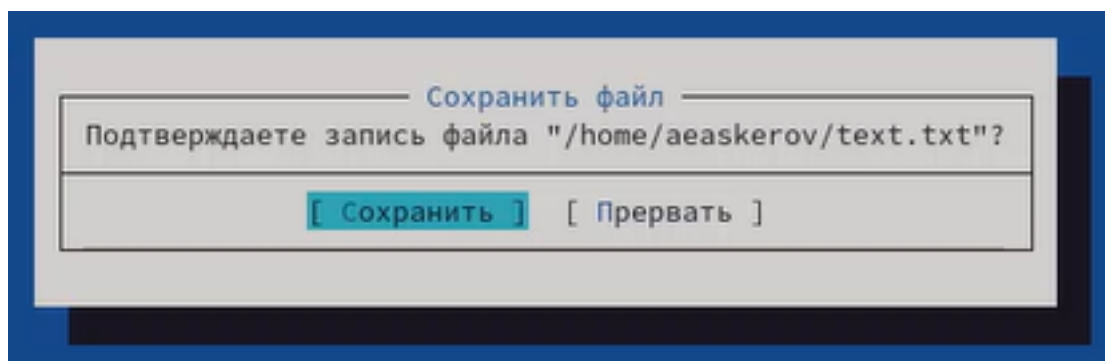 Сохранить файл
Подтверждаете запись файла "/home/aeaskerov/text.txt"?
[ Сохранить ] [ Прервать ]